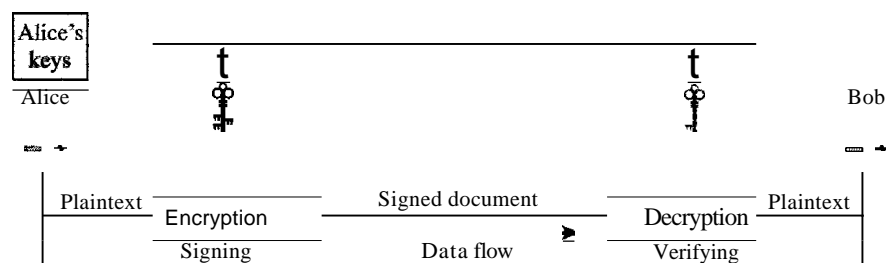 Alice's
keys
Alice
Bob
Plaintext
Encryption
Signed document
Decryption
Plaintext
Signing
Data flow
Verifying